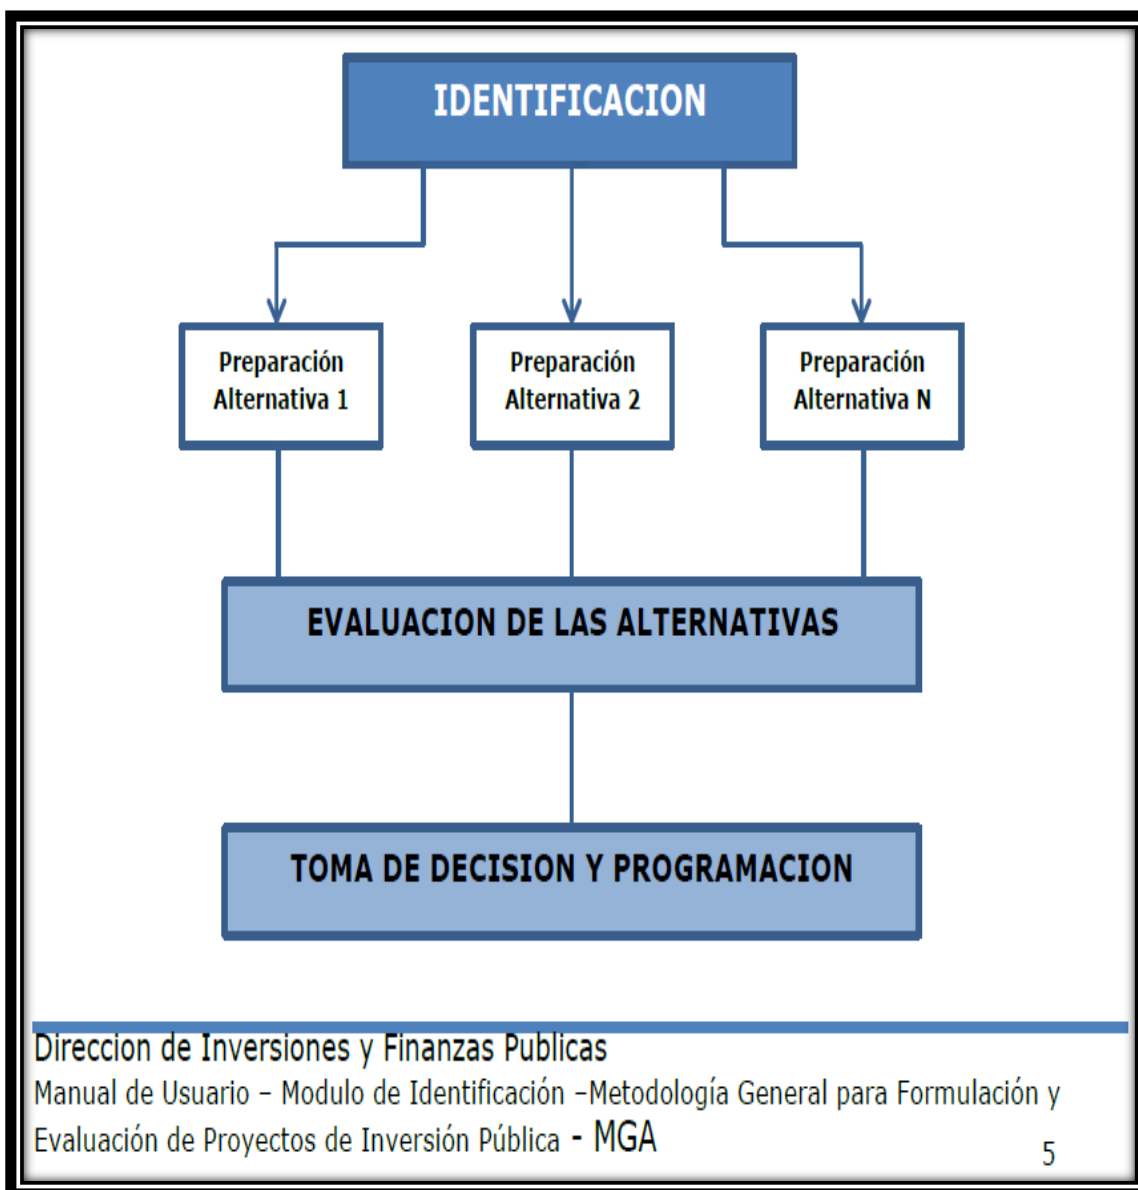 IDENTIFICACION
Preparación
Alternativa 1
Preparación
Alternativa 2
Preparación
Alternativa N
EVALUACION DE LAS ALTERNATIVAS
TOMA DE DECISION Y PROGRAMACION
Direccion de Inversiones y Finanzas Publicas
Manual de Usuario – Modulo de Identificación –Metodología General para Formulación y
Evaluación de Proyectos de Inversión Pública - MGA
5